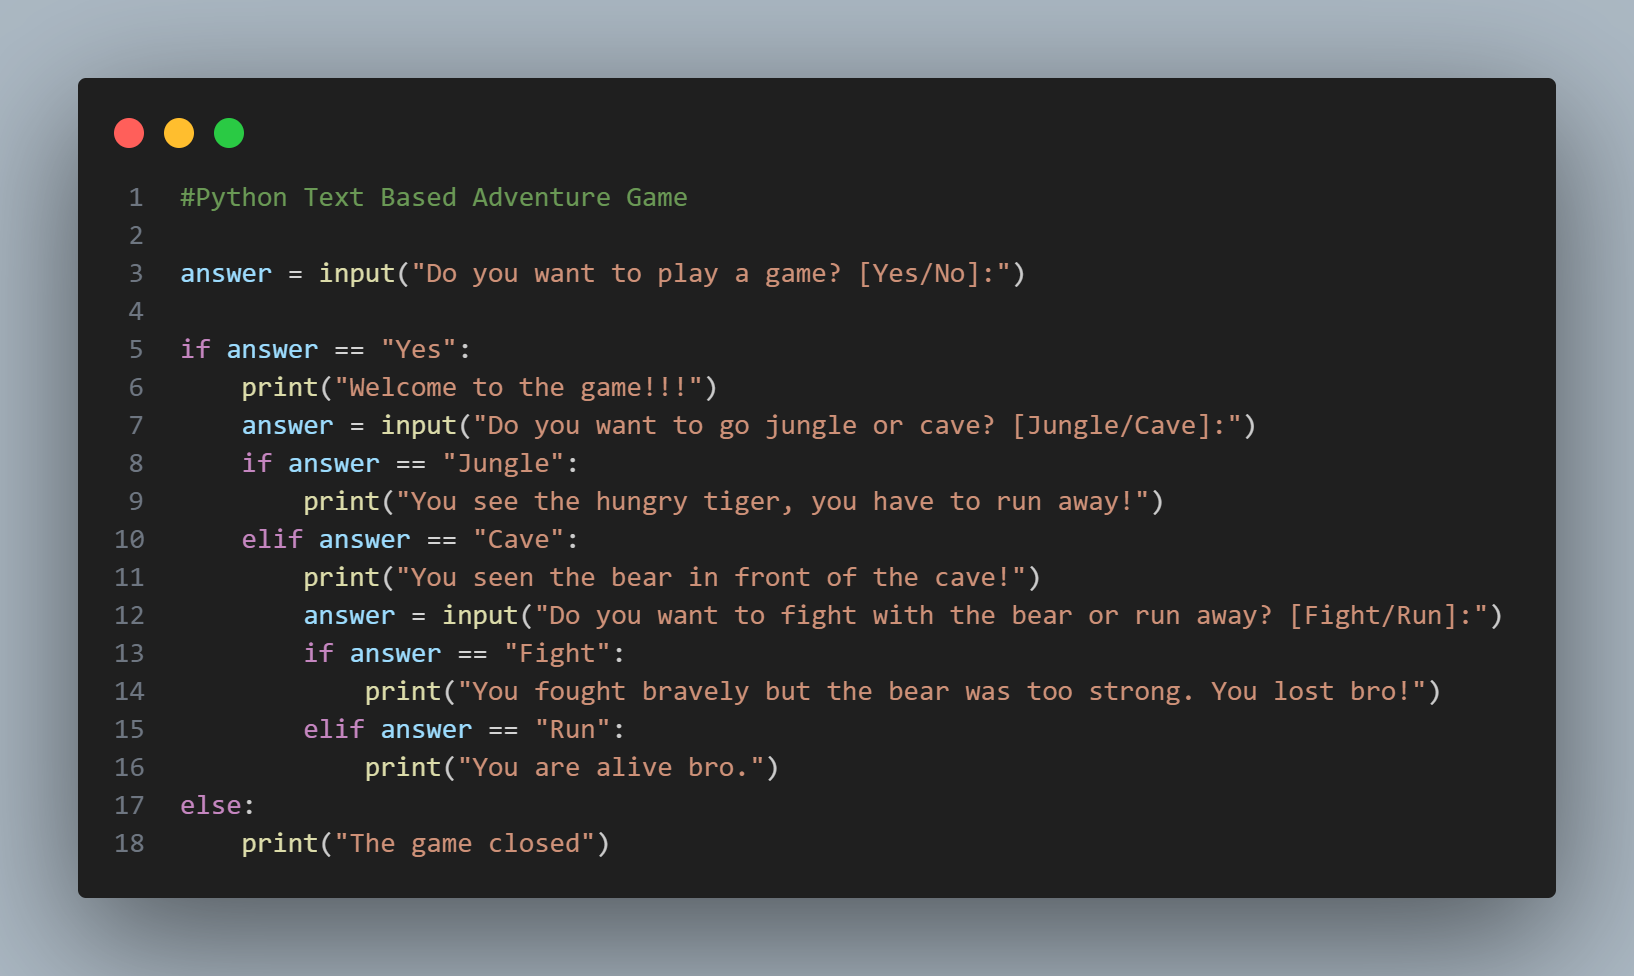 1 #Python Text Based Adventure Game
2
3 answer = input("Do you want to play a game? [Yes/No]:")
4
5 if answer == "Yes":
6     print("Welcome to the game!!!")
7     answer = input("Do you want to go jungle or cave? [Jungle/Cave]:")
8     if answer == "Jungle":
9         print("You see the hungry tiger, you have to run away!")
10     elif answer == "Cave":
11         print("You seen the bear in front of the cave!")
12         answer = input("Do you want to fight with the bear or run away? [Fight/Run]:")
13         if answer == "Fight":
14             print("You fought bravely but the bear was too strong. You lost bro!")
15         elif answer == "Run":
16             print("You are alive bro.")
17 else:
18     print("The game closed")